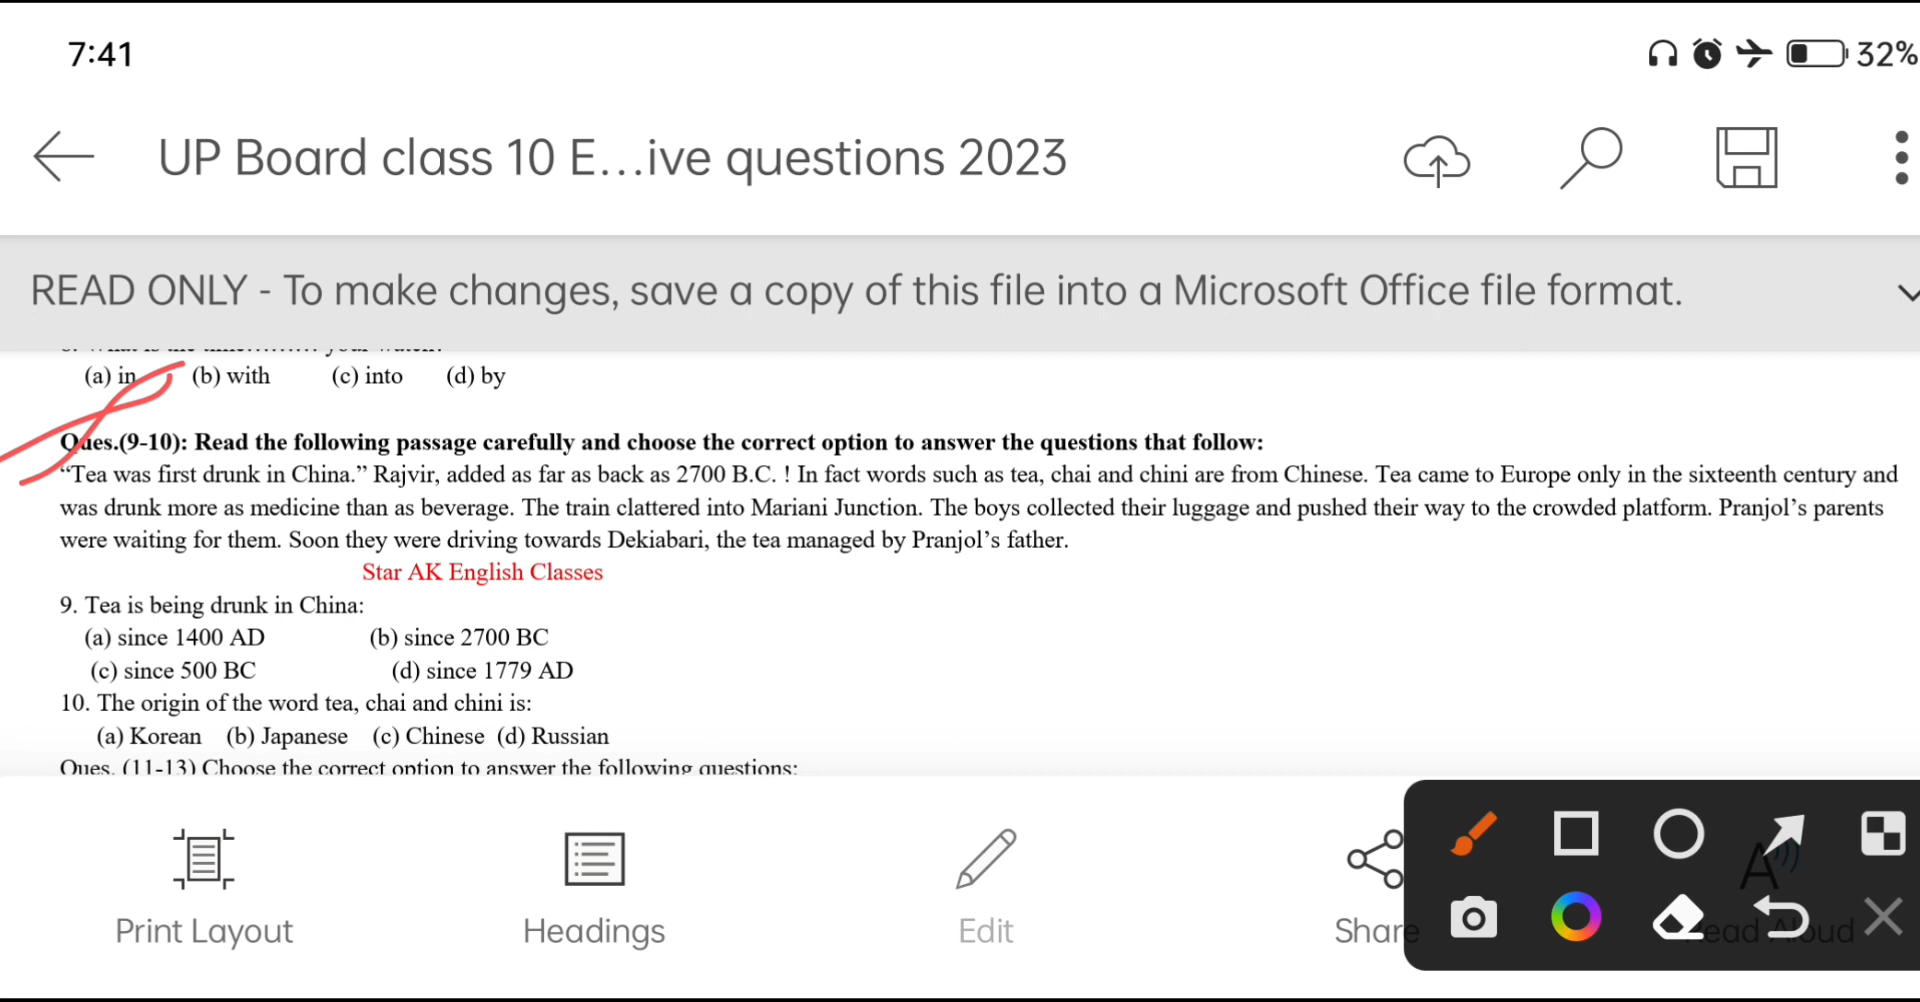 7:41
32%
UP Board class 10 E...ive questions 2023
READ ONLY - To make changes, save a copy of this file into a Microsoft Office file format.
(a) in (b) with (c) into (d) by
Ques.(9-10): Read the following passage carefully and choose the correct option to answer the questions that follow:
“Tea was first drunk in China.” Rajvir, added as far as back as 2700 B.C. ! In fact words such as tea, chai and chini are from Chinese. Tea came to Europe only in the sixteenth century and
was drunk more as medicine than as beverage. The train clattered into Mariani Junction. The boys collected their luggage and pushed their way to the crowded platform. Pranjol’s parents
were waiting for them. Soon they were driving towards Dekiabari, the tea managed by Pranjol’s father.
Star AK English Classes
9. Tea is being drunk in China:
(a) since 1400 AD (b) since 2700 BC
(c) since 500 BC (d) since 1779 AD
10. The origin of the word tea, chai and chini is:
(a) Korean (b) Japanese (c) Chinese (d) Russian
Ques. (11-13) Choose the correct option to answer the following questions:
Print Layout Headings Edit Share Read Aloud